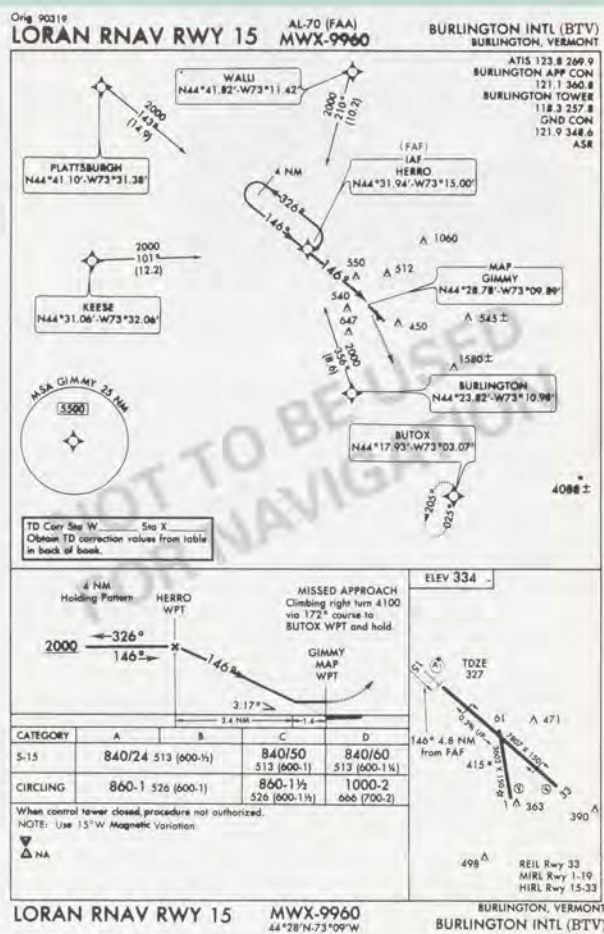 Orig 90319
LORAN RNAV RWY 15
AL-70 (FAA)
MWX-9960
BURLINGTON INTL (BTV)
BURLINGTON, VERMONT
ATIS 123.8 269.9
BURLINGTON APP CON
121.1 360.8
BURLINGTON TOWER
118.3 257.8
GND CON
121.9 348.6
ASR
WALLI
N44°41.82'-W73°11.42'
2000
210°
(10.2)
2000
143°
(14.9)
PLATTSBURGH
N44°41.10'-W73°31.38'
(FAF)
IAF
HERRO
N44°31.94'-W73°15.00'
4 NM
326°
146°
146°
2000
101°
(12.2)
KEESE
N44°31.06'-W73°32.06'
1060
550
512
MAP
GIMMY
N44°28.78'-W73°09.89'
540
647
450
545±
2000
356°
(8.6)
1580±
BURLINGTON
N44°23.82'-W73°10.98'
MSA GIMMY 25 NM
5500
BUTOX
N44°17.93'-W73°03.07'
205°
025°
4088±
NOT TO BE USED
FOR NAVIGATION
TD Corr Sta W______ Sta X______
Obtain TD correction values from table
in back of book.
4 NM
Holding Pattern
HERRO
WPT
MISSED APPROACH
Climbing right turn 4100
via 172° course to
BUTOX WPT and hold.
2000
326°
146°
146°
GIMMY
MAP
WPT
3.17°
3.4 NM
1.4
CATEGORY A B C D
S-15 840/24 513 (600-½) 840/50 513 (600-1) 840/60 513 (600-1¼)
CIRCLING 860-1 526 (600-1) 860-1½ 526 (600-1½) 1000-2 666 (700-2)
When control tower closed, procedure not authorized.
NOTE: Use 15°W Magnetic Variation
NA
ELEV 334
TDZE
327
15
146° 4.8 NM
from FAF
0.3% UP
7807 X 150
19
471
3602 X 150
415
33
1
363
390
498
REIL Rwy 33
MIRL Rwy 1-19
HIRL Rwy 15-33
LORAN RNAV RWY 15
MWX-9960
44°28'N-73°09'W
BURLINGTON, VERMONT
BURLINGTON INTL (BTV)